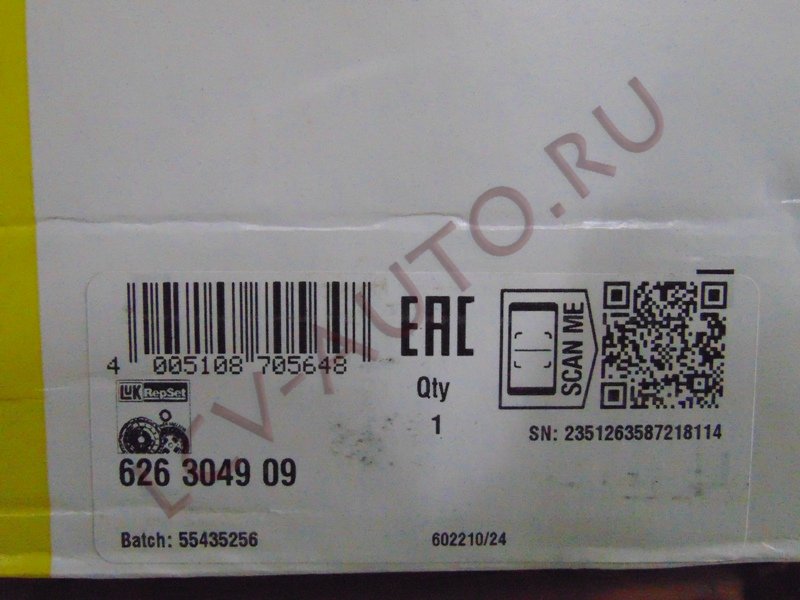 LCV-AUTO.RU
EAC
SCAN ME
4 005108 705648
LuK RepSet
Qty
1
SN: 2351263587218114
626 3049 09
Batch: 55435256
602210/24